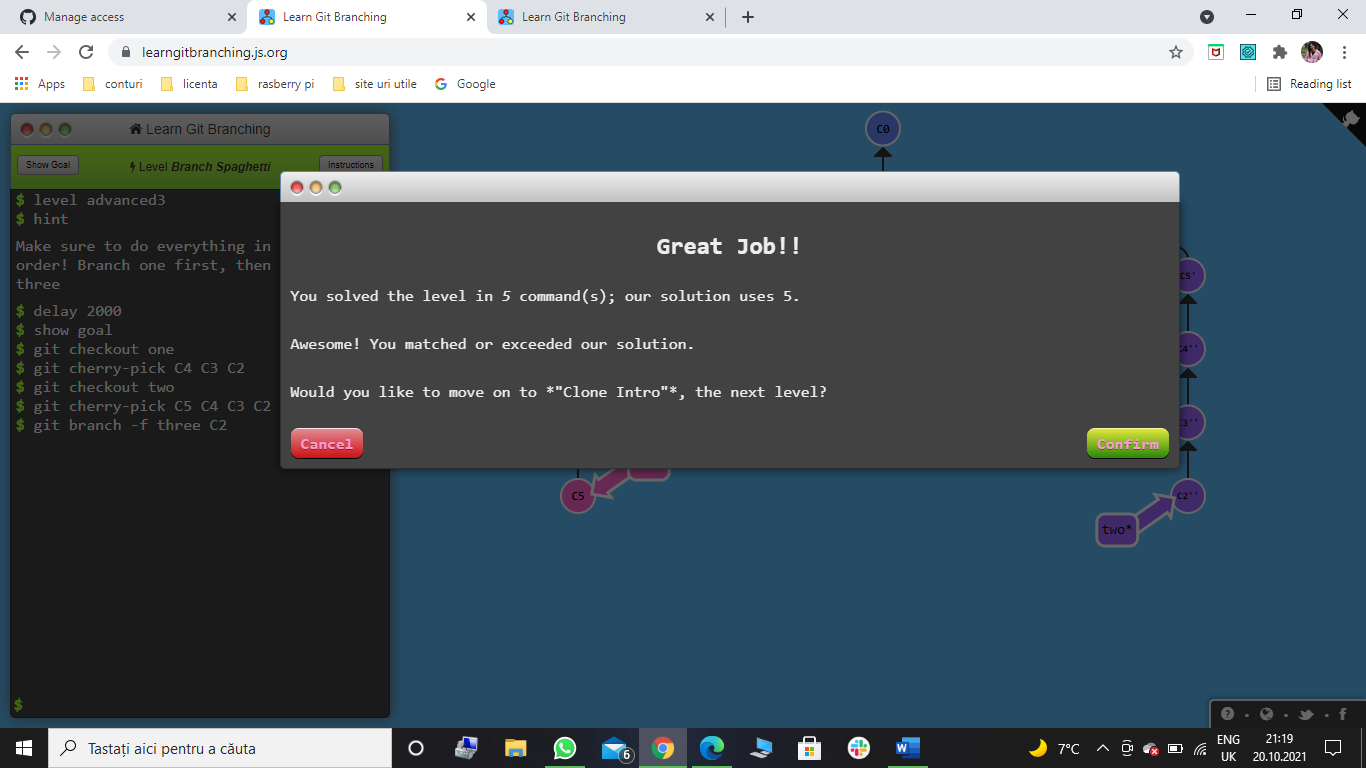 Manage access
Learn Git Branching
Learn Git Branching
learngitbranching.js.org
Apps
conturi
licenta
rasberry pi
site uri utile
Google
Reading list
Learn Git Branching
Show Goal
Level Branch Spaghetti
Instructions
$ level advanced3
$ hint
Make sure to do everything in
order! Branch one first, then
three
$ delay 2000
$ show goal
$ git checkout one
$ git cherry-pick C4 C3 C2
$ git checkout two
$ git cherry-pick C5 C4 C3 C2
$ git branch -f three C2
$
C0
Great Job!!
You solved the level in 5 command(s); our solution uses 5.
Awesome! You matched or exceeded our solution.
Would you like to move on to *"Clone Intro"*, the next level?
Cancel
Confirm
C5'
C4''
C3''
C2''
C5
two*
Tastați aici pentru a căuta
6
7°C
ENG
UK
21:19
20.10.2021